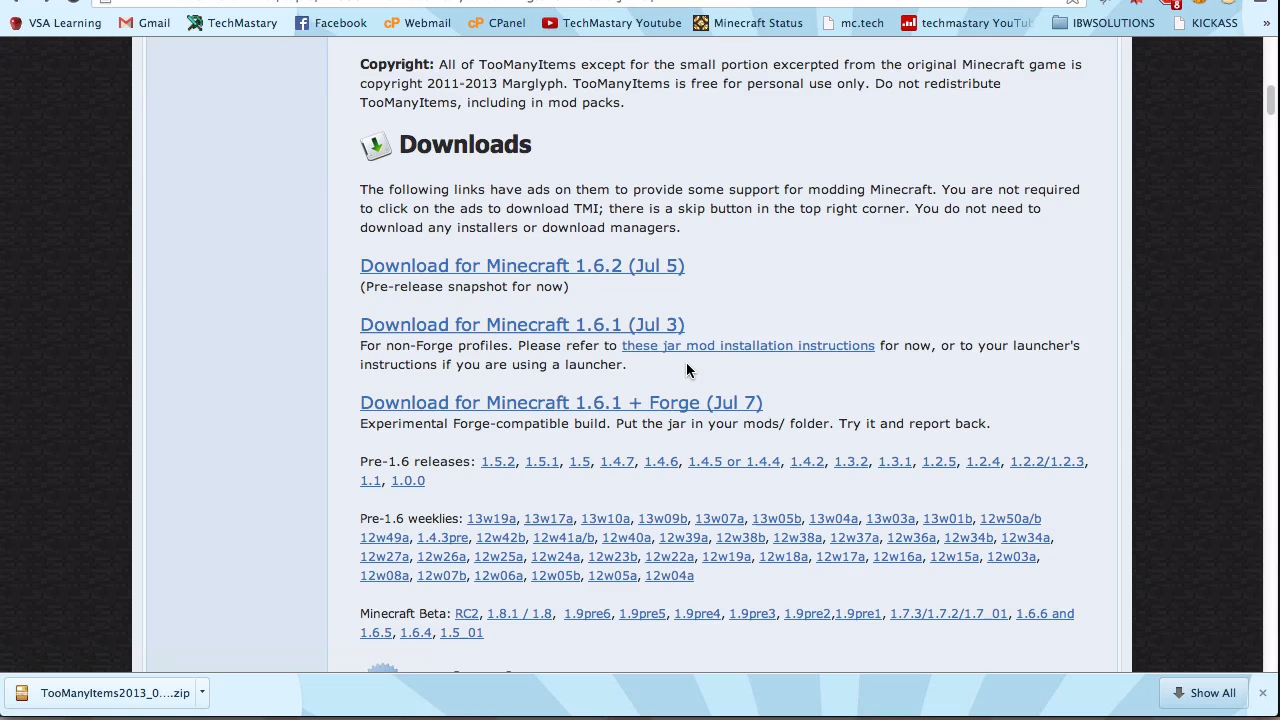 VSA Learning Gmail TechMastary Facebook Webmail CPanel TechMastary Youtube Minecraft Status mc.tech techmastary YouTu IBWSOLUTIONS KICKASS »
8
Copyright: All of TooManyItems except for the small portion excerpted from the original Minecraft game is
copyright 2011-2013 Marglyph. TooManyItems is free for personal use only. Do not redistribute
TooManyItems, including in mod packs.
Downloads
The following links have ads on them to provide some support for modding Minecraft. You are not required
to click on the ads to download TMI; there is a skip button in the top right corner. You do not need to
download any installers or download managers.
Download for Minecraft 1.6.2 (Jul 5)
(Pre-release snapshot for now)
Download for Minecraft 1.6.1 (Jul 3)
For non-Forge profiles. Please refer to these jar mod installation instructions for now, or to your launcher's
instructions if you are using a launcher.
Download for Minecraft 1.6.1 + Forge (Jul 7)
Experimental Forge-compatible build. Put the jar in your mods/ folder. Try it and report back.
Pre-1.6 releases: 1.5.2, 1.5.1, 1.5, 1.4.7, 1.4.6, 1.4.5 or 1.4.4, 1.4.2, 1.3.2, 1.3.1, 1.2.5, 1.2.4, 1.2.2/1.2.3,
1.1, 1.0.0
Pre-1.6 weeklies: 13w19a, 13w17a, 13w10a, 13w09b, 13w07a, 13w05b, 13w04a, 13w03a, 13w01b, 12w50a/b
12w49a, 1.4.3pre, 12w42b, 12w41a/b, 12w40a, 12w39a, 12w38b, 12w38a, 12w37a, 12w36a, 12w34b, 12w34a,
12w27a, 12w26a, 12w25a, 12w24a, 12w23b, 12w22a, 12w19a, 12w18a, 12w17a, 12w16a, 12w15a, 12w03a,
12w08a, 12w07b, 12w06a, 12w05b, 12w05a, 12w04a
Minecraft Beta: RC2, 1.8.1 / 1.8, 1.9pre6, 1.9pre5, 1.9pre4, 1.9pre3, 1.9pre2,1.9pre1, 1.7.3/1.7.2/1.7_01, 1.6.6 and
1.6.5, 1.6.4, 1.5_01
TooManyItems2013_0....zip Show All